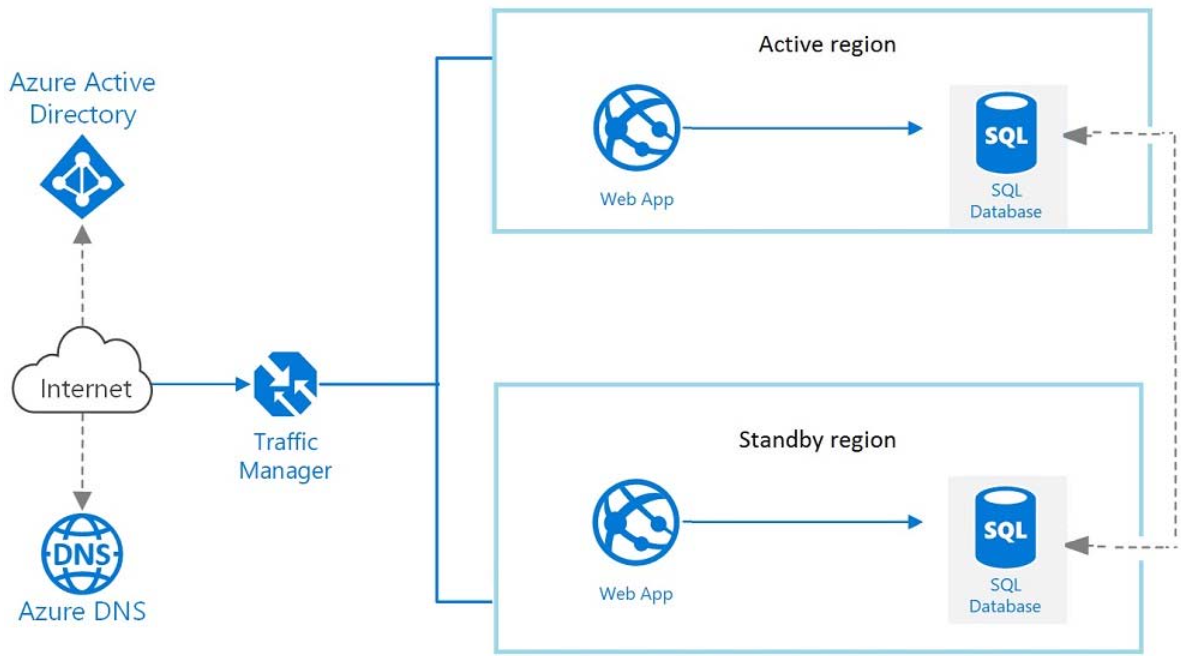 Azure Active
Directory
Internet
DNS
Azure DNS
Traffic
Manager
Active region
Web App
SQL
SQL
Database
Standby region
Web App
SQL
SQL
Database